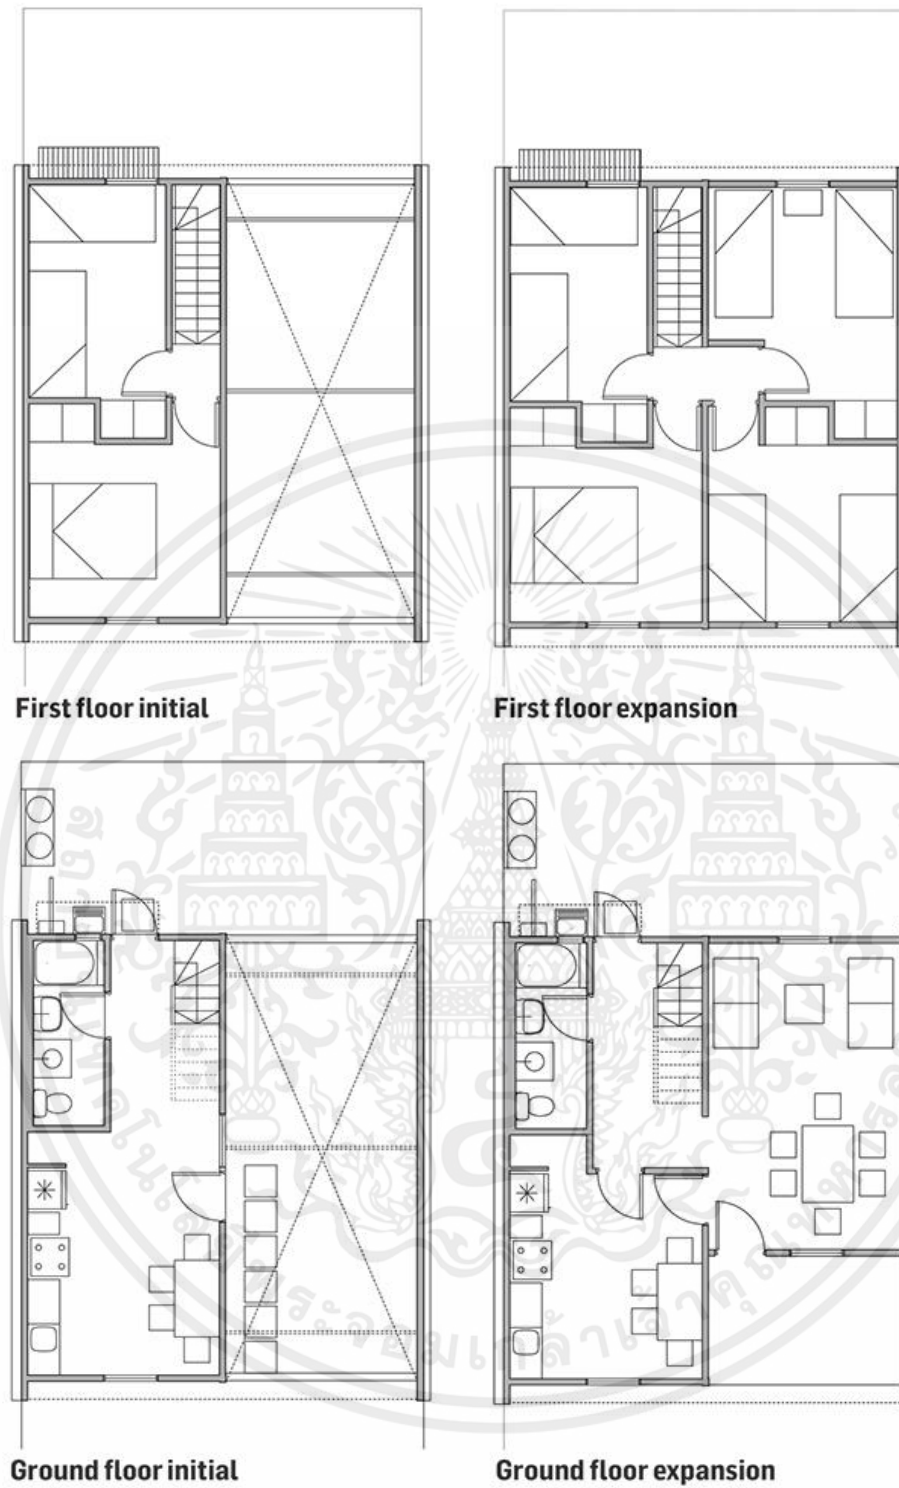 First floor initial
First floor expansion
Ground floor initial
Ground floor expansion